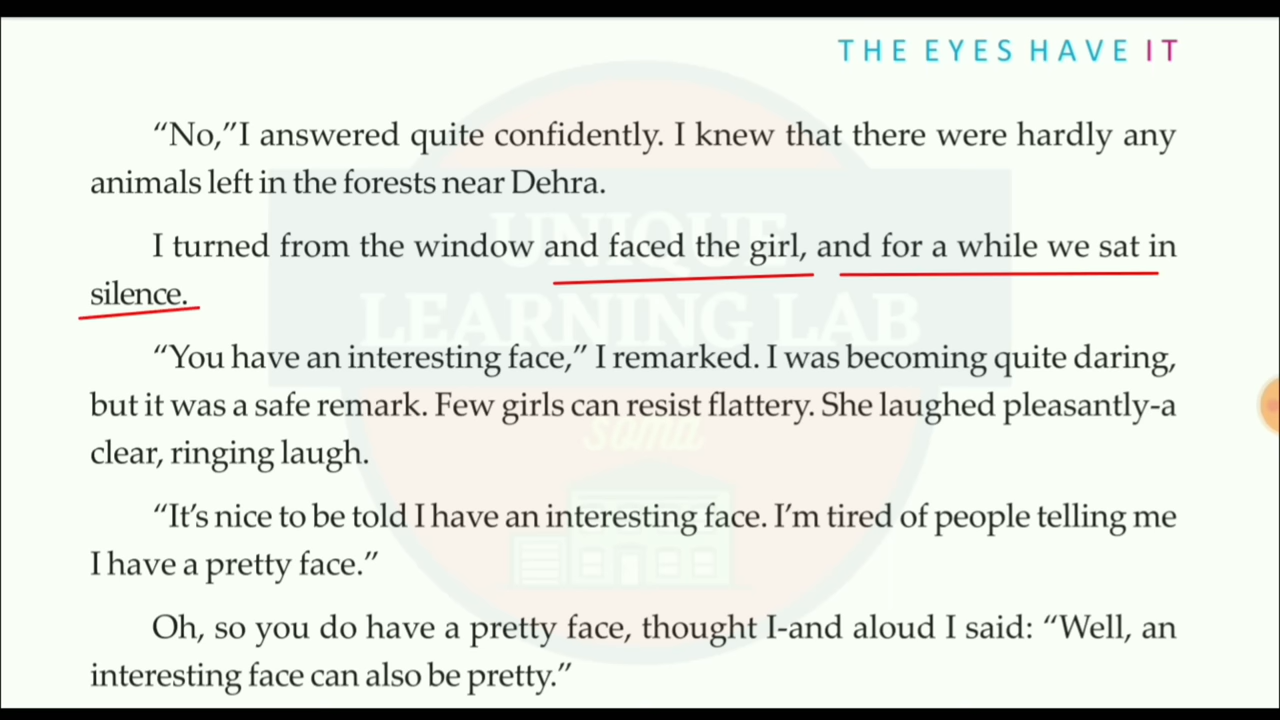 THE EYES HAVE IT
“No,”I answered quite confidently. I knew that there were hardly any
animals left in the forests near Dehra.
I turned from the window and faced the girl, and for a while we sat in
silence.
“You have an interesting face,” I remarked. I was becoming quite daring,
but it was a safe remark. Few girls can resist flattery. She laughed pleasantly-a
clear, ringing laugh.
“It’s nice to be told I have an interesting face. I’m tired of people telling me
I have a pretty face.”
Oh, so you do have a pretty face, thought I-and aloud I said: “Well, an
interesting face can also be pretty.”
UNIQUE
LEARNING LAB